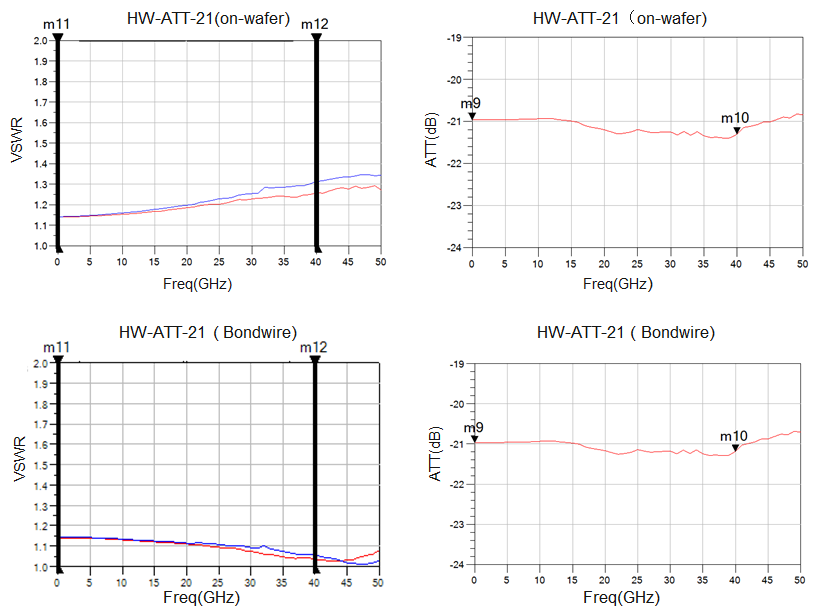 HW-ATT-21(on-wafer)
m11
m12
VSWR
2.0
1.9
1.8
1.7
1.6
1.5
1.4
1.3
1.2
1.1
1.0
0 5 10 15 20 25 30 35 40 45 50
Freq(GHz)
HW-ATT-21（on-wafer)
ATT(dB)
-19
-20
-21
-22
-23
-24
m9
m10
0 5 10 15 20 25 30 35 40 45 50
Freq(GHz)
HW-ATT-21 ( Bondwire)
m11
m12
VSWR
2.0
1.9
1.8
1.7
1.6
1.5
1.4
1.3
1.2
1.1
1.0
0 5 10 15 20 25 30 35 40 45 50
Freq(GHz)
HW-ATT-21 ( Bondwire)
ATT(dB)
-19
-20
-21
-22
-23
-24
m9
m10
0 5 10 15 20 25 30 35 40 45 50
Freq(GHz)